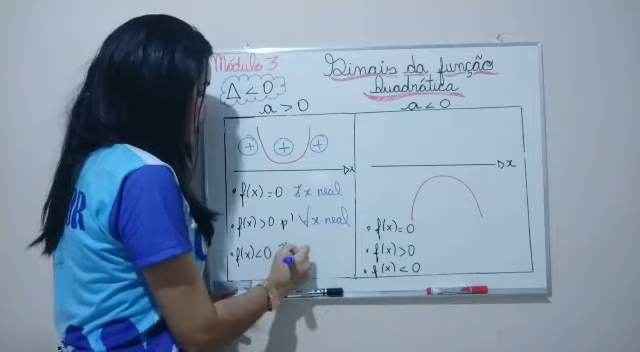 Módulo 3
Sinais da função
Quadrática
Δ < 0
a > 0
a < 0
+ + +
x
x
• f(x) = 0 ∄ x real
• f(x) > 0 p/ ∀ x real
• f(x) < 0
• f(x) = 0
• f(x) > 0
• f(x) < 0